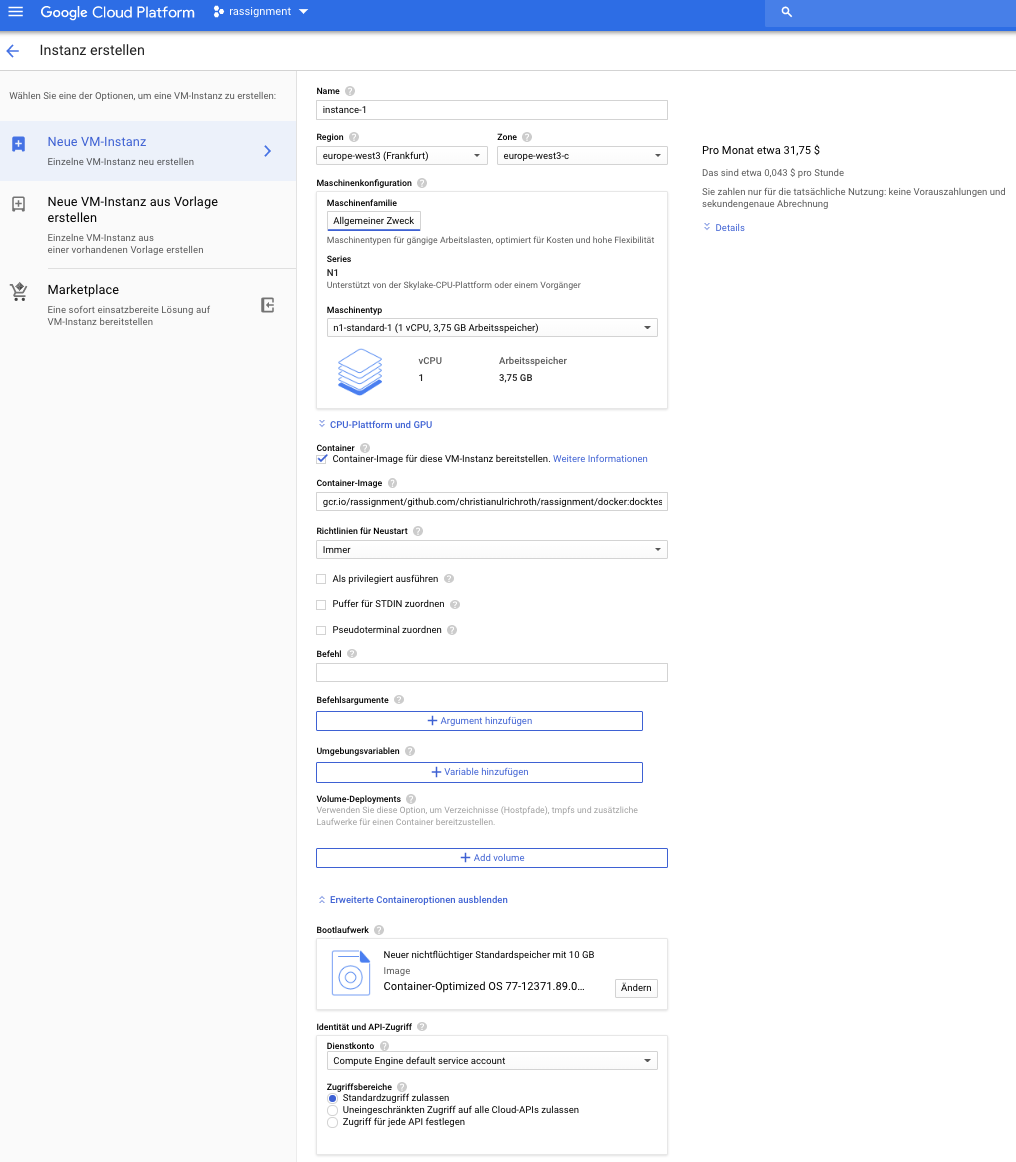 Google Cloud Platform
rassignment
Instanz erstellen
Wählen Sie eine der Optionen, um eine VM-Instanz zu erstellen:
Neue VM-Instanz
Einzelne VM-Instanz neu erstellen
Neue VM-Instanz aus Vorlage
erstellen
Einzelne VM-Instanz aus
einer vorhandenen Vorlage erstellen
Marketplace
Eine sofort einsatzbereite Lösung auf
VM-Instanz bereitstellen
Name
instance-1
Region
Zone
europe-west3 (Frankfurt)
europe-west3-c
Maschinenkonfiguration
Maschinenfamilie
Allgemeiner Zweck
Maschinentypen für gängige Arbeitslasten, optimiert für Kosten und hohe Flexibilität
Series
N1
Unterstützt von der Skylake-CPU-Plattform oder einem Vorgänger
Maschinentyp
n1-standard-1 (1 vCPU, 3,75 GB Arbeitsspeicher)
vCPU
Arbeitsspeicher
1
3,75 GB
CPU-Plattform und GPU
Container
Container-Image für diese VM-Instanz bereitstellen. Weitere Informationen
Container-Image
gcr.io/rassignment/github.com/christianulrichroth/rassignment/docker:docktes
Richtlinien für Neustart
Immer
Als privilegiert ausführen
Puffer für STDIN zuordnen
Pseudoterminal zuordnen
Befehl
Befehlsargumente
Argument hinzufügen
Umgebungsvariablen
Variable hinzufügen
Volume-Deployments
Verwenden Sie diese Option, um Verzeichnisse (Hostpfade), tmpfs und zusätzliche
Laufwerke für einen Container bereitzustellen.
Add volume
Erweiterte Containeroptionen ausblenden
Bootlaufwerk
Neuer nichtflüchtiger Standardspeicher mit 10 GB
Image
Container-Optimized OS 77-12371.89.0...
Ändern
Identität und API-Zugriff
Dienstkonto
Compute Engine default service account
Zugriffsbereiche
Standardzugriff zulassen
Uneingeschränkten Zugriff auf alle Cloud-APIs zulassen
Zugriff für jede API festlegen
Pro Monat etwa 31,75 $
Das sind etwa 0,043 $ pro Stunde
Sie zahlen nur für die tatsächliche Nutzung: keine Vorauszahlungen und
sekundengenaue Abrechnung
Details